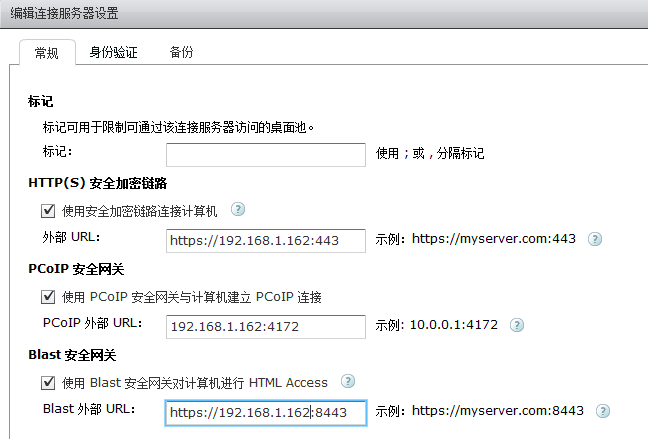 编辑连接服务器设置
常规 身份验证 备份
标记
标记可用于限制可通过该连接服务器访问的桌面池。
标记: 使用 ; 或 , 分隔标记
HTTP(S) 安全加密链路
使用安全加密链路连接计算机 ?
外部 URL: https://192.168.1.162:443 示例: https://myserver.com:443 ?
PCoIP 安全网关
使用 PCoIP 安全网关与计算机建立 PCoIP 连接
PCoIP 外部 URL: 192.168.1.162:4172 示例: 10.0.0.1:4172 ?
Blast 安全网关
使用 Blast 安全网关对计算机进行 HTML Access ?
Blast 外部 URL: https://192.168.1.162:8443 示例: https://myserver.com:8443 ?